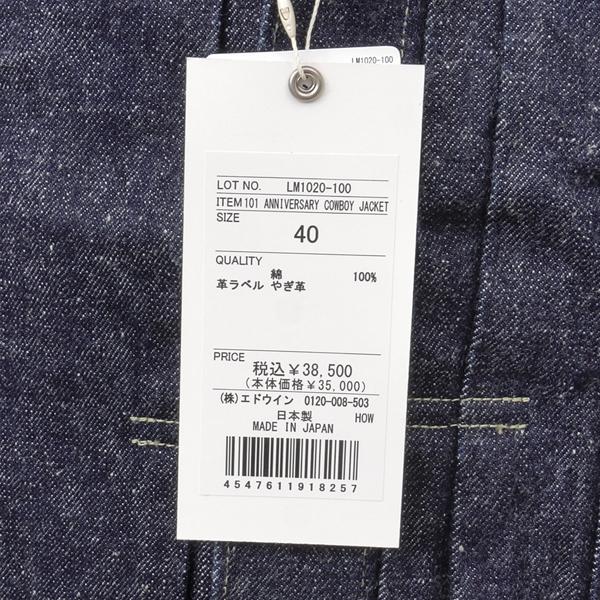 LM1020-100
LOT NO. LM1020-100
ITEM 101 ANNIVERSARY COWBOY JACKET
SIZE
40
QUALITY
綿 100%
革ラベル やぎ革
PRICE
税込¥38,500
(本体価格¥35,000)
(株)エドウイン 0120-008-503
日本製 HOW
MADE IN JAPAN
4547611918257